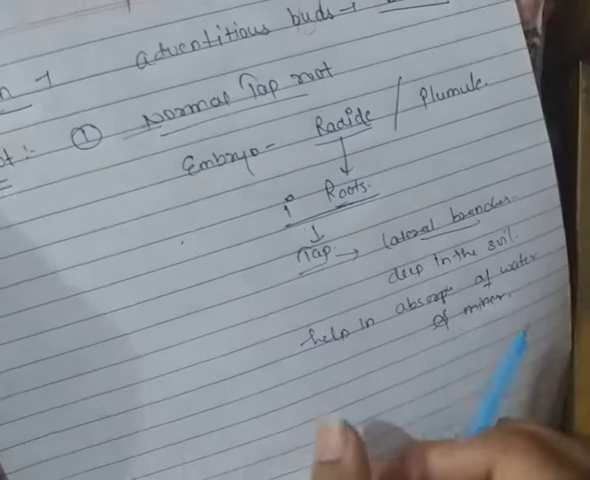 adventitious buds →
① Normal Tap root
Embryo - Radicle / Plumule.
↓
Roots.
↓
Tap. → lateral branches.
deep in the soil.
help in absorp of water
of miner.